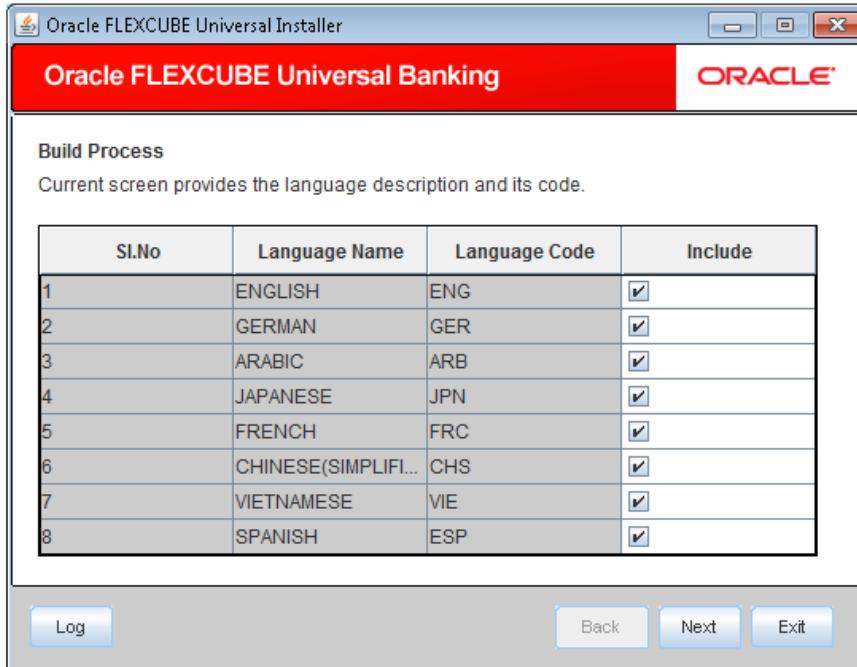 Oracle FLEXCUBE Universal Installer
Oracle FLEXCUBE Universal Banking ORACLE
Build Process
Current screen provides the language description and its code.
Sl.No Language Name Language Code Include
1 ENGLISH ENG
2 GERMAN GER
3 ARABIC ARB
4 JAPANESE JPN
5 FRENCH FRC
6 CHINESE(SIMPLIFI... CHS
7 VIETNAMESE VIE
8 SPANISH ESP
Log Back Next Exit